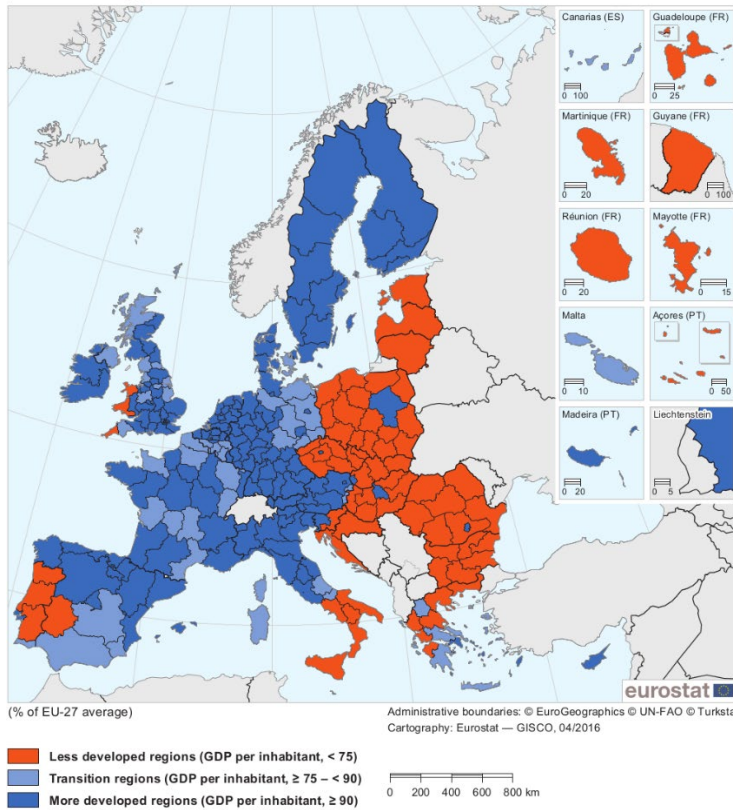 Canarias (ES)
0 100
Guadeloupe (FR)
0 25
Martinique (FR)
0 20
Guyane (FR)
0 100
Réunion (FR)
0 20
Mayotte (FR)
0 15
Malta
0 10
Açores (PT)
0 50
Madeira (PT)
0 20
Liechtenstein
0 5
eurostat
(% of EU-27 average)
Administrative boundaries: © EuroGeographics © UN-FAO © Turksta
Cartography: Eurostat — GISCO, 04/2016
Less developed regions (GDP per inhabitant, < 75)
Transition regions (GDP per inhabitant, ≥ 75 – < 90)
More developed regions (GDP per inhabitant, ≥ 90)
0 200 400 600 800 km